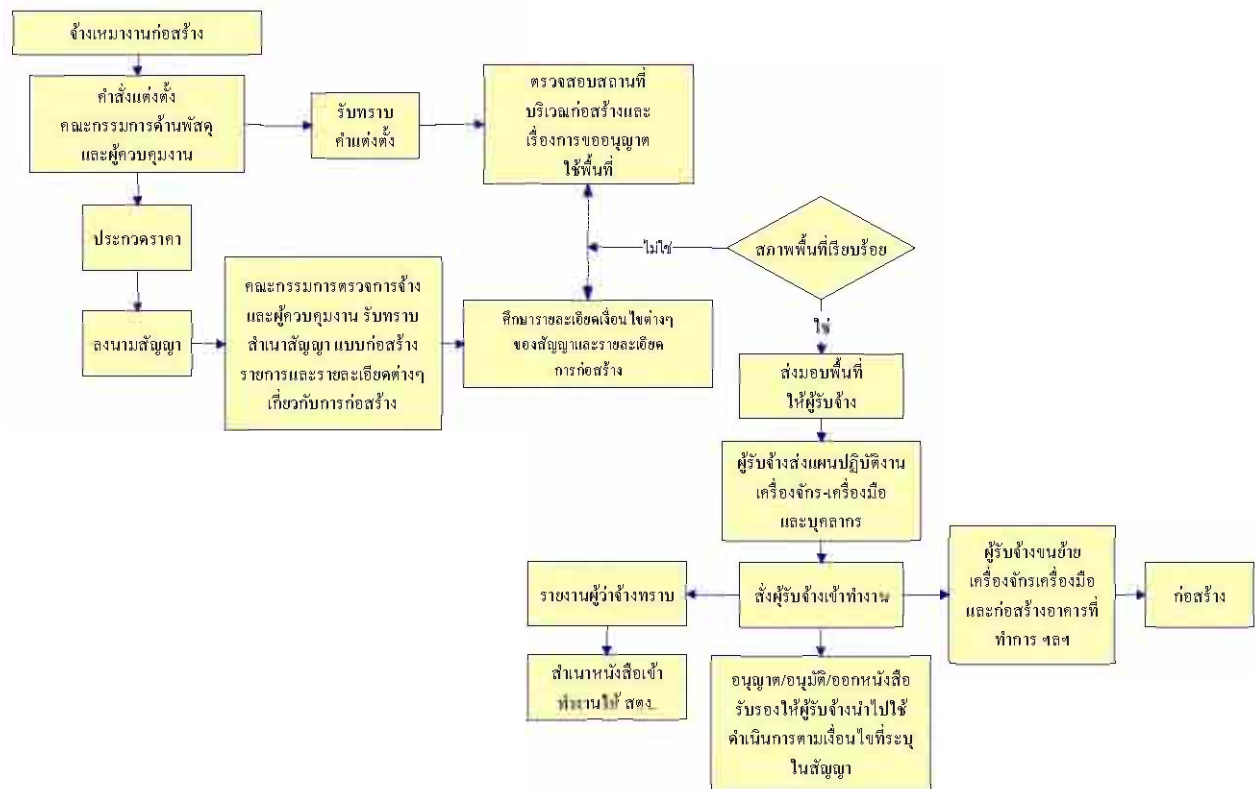 จ้างเหมางานก่อสร้าง
คำสั่งแต่งตั้ง
คณะกรรมการด้านพัสดุ
และผู้ควบคุมงาน
รับทราบ
คำแต่งตั้ง
ตรวจสอบสถานที่
บริเวณก่อสร้างและ
เรื่องการขออนุญาต
ใช้พื้นที่
ประกวดราคา
ลงนามสัญญา
คณะกรรมการตรวจการจ้าง
และผู้ควบคุมงาน รับทราบ
สำเนาสัญญา แบบก่อสร้าง
รายการและรายละเอียดต่างๆ
เกี่ยวกับการก่อสร้าง
ศึกษารายละเอียดเงื่อนไขต่างๆ
ของสัญญาและรายละเอียด
การก่อสร้าง
ไม่ใช่
สภาพพื้นที่เรียบร้อย
ใช่
ส่งมอบพื้นที่
ให้ผู้รับจ้าง
ผู้รับจ้างส่งแผนปฏิบัติงาน
เครื่องจักร-เครื่องมือ
และบุคลากร
รายงานผู้ว่าจ้างทราบ
สั่งผู้รับจ้างเข้าทำงาน
ผู้รับจ้างขนย้าย
เครื่องจักรเครื่องมือ
และก่อสร้างอาคารที่
ทำการ ฯลฯ
ก่อสร้าง
สำเนาหนังสือเข้า
ทำงานให้ สตง.
อนุญาต/อนุมัติ/ออกหนังสือ
รับรองให้ผู้รับจ้างนำไปใช้
ดำเนินการตามเงื่อนไขที่ระบุ
ในสัญญา